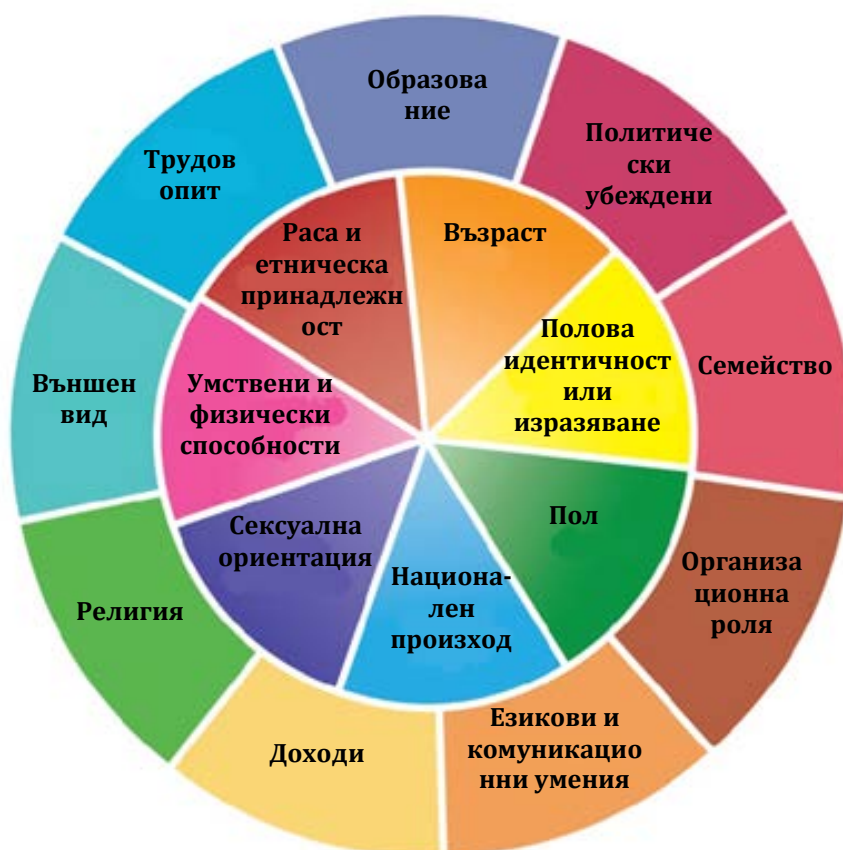 Образова
ние
Политиче
ски
убеждени
Семейство
Организа
ционна
роля
Езикови и
комуникацио
нни умения
Доходи
Религия
Външен
вид
Трудов
опит
Раса и
етническа
принадлежн
ост
Възраст
Полова
идентичност
или
изразяване
Пол
Национа-
лен
произход
Сексуална
ориентация
Умствени и
физически
способности